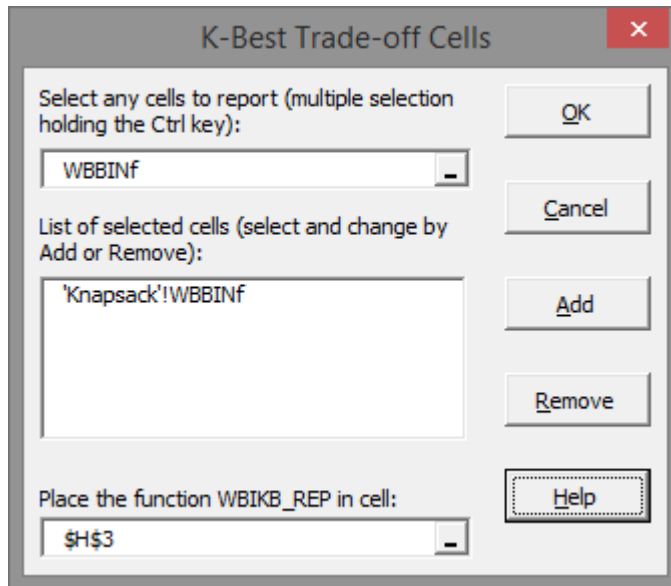 K-Best Trade-off Cells
Select any cells to report (multiple selection
holding the Ctrl key):
WBBINf
List of selected cells (select and change by
Add or Remove):
'Knapsack'!WBBINf
Place the function WBIKB_REP in cell:
$H$3
OK
Cancel
Add
Remove
Help